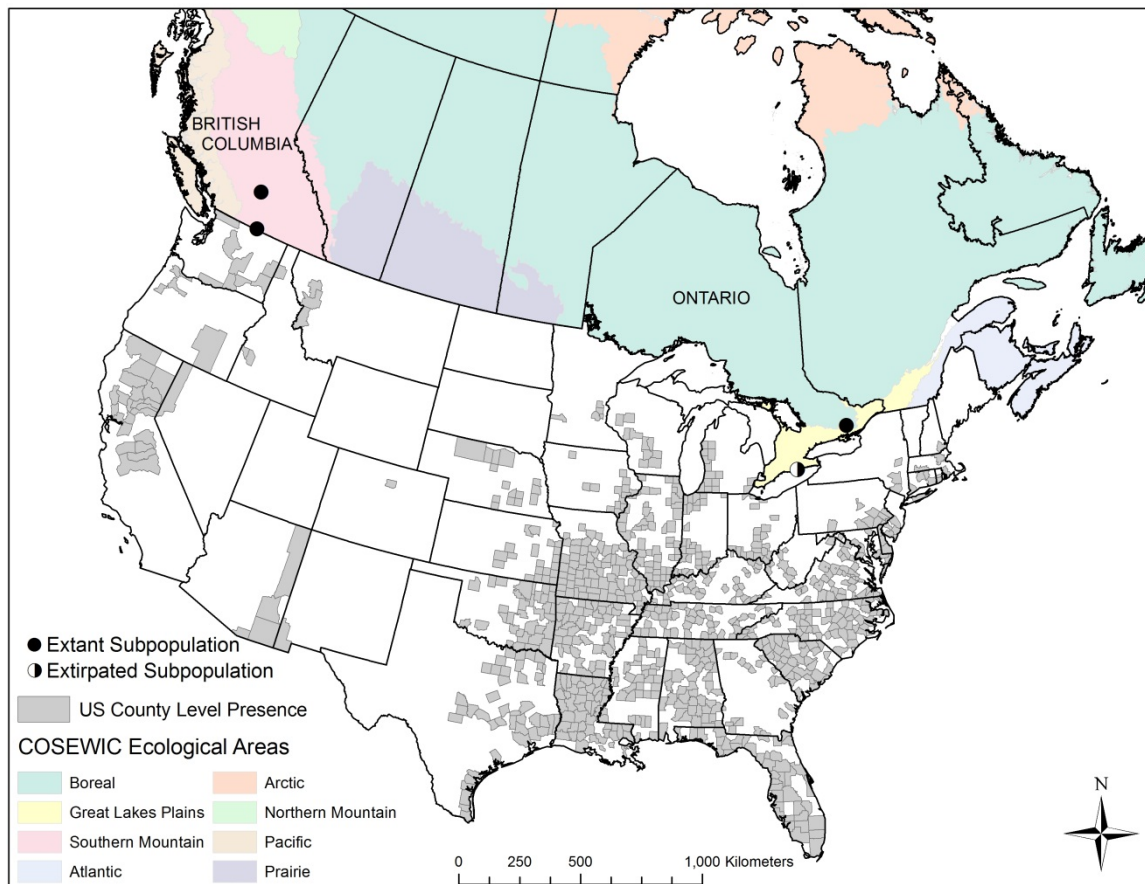 BRITISH
COLUMBIA
ONTARIO
Extant Subpopulation
Extirpated Subpopulation
US County Level Presence
COSEWIC Ecological Areas
Boreal
Arctic
Great Lakes Plains
Northern Mountain
Southern Mountain
Pacific
Atlantic
Prairie
0 250 500 1,000 Kilometers
N